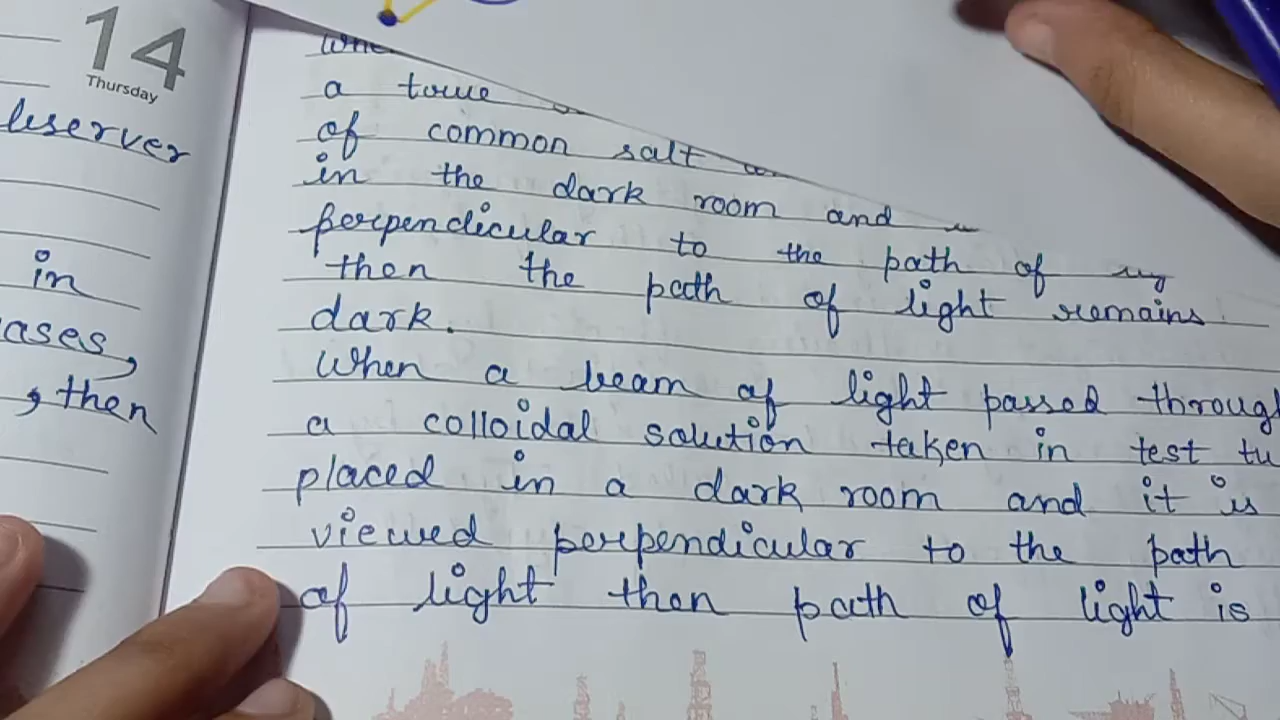 14
Thursday
in
then
a true
of common salt
in the dark room and
perpendicular to the path of
then the path of light remains
dark.
When a beam of light passed through
a colloidal solution taken in test tu
placed in a dark room and it is
viewed perpendicular to the path
of light then path of light is